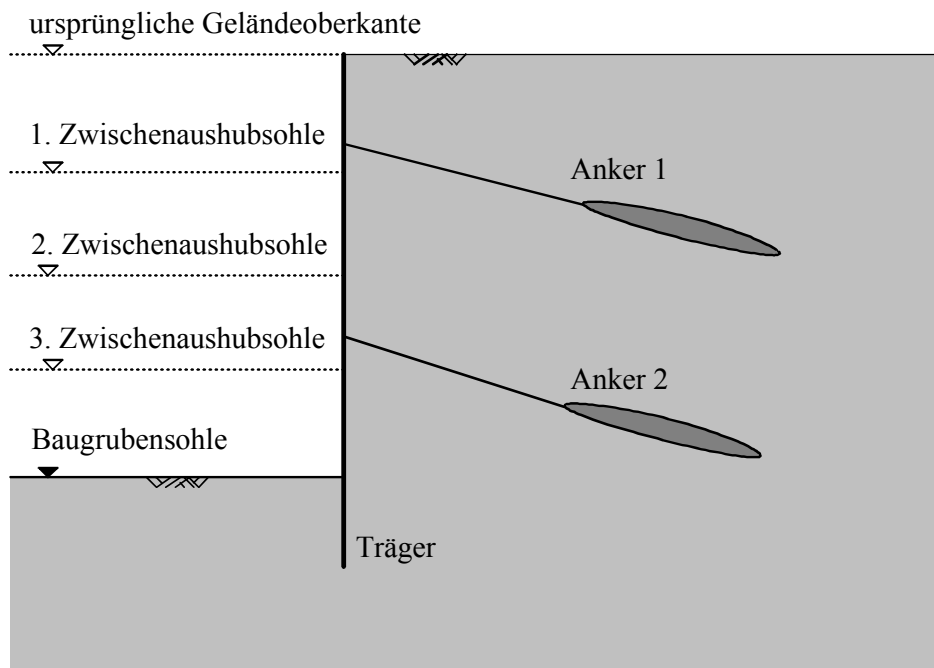 ursprüngliche Geländeoberkante
1. Zwischenaushubsohle
Anker 1
2. Zwischenaushubsohle
3. Zwischenaushubsohle
Anker 2
Baugrubensohle
Träger